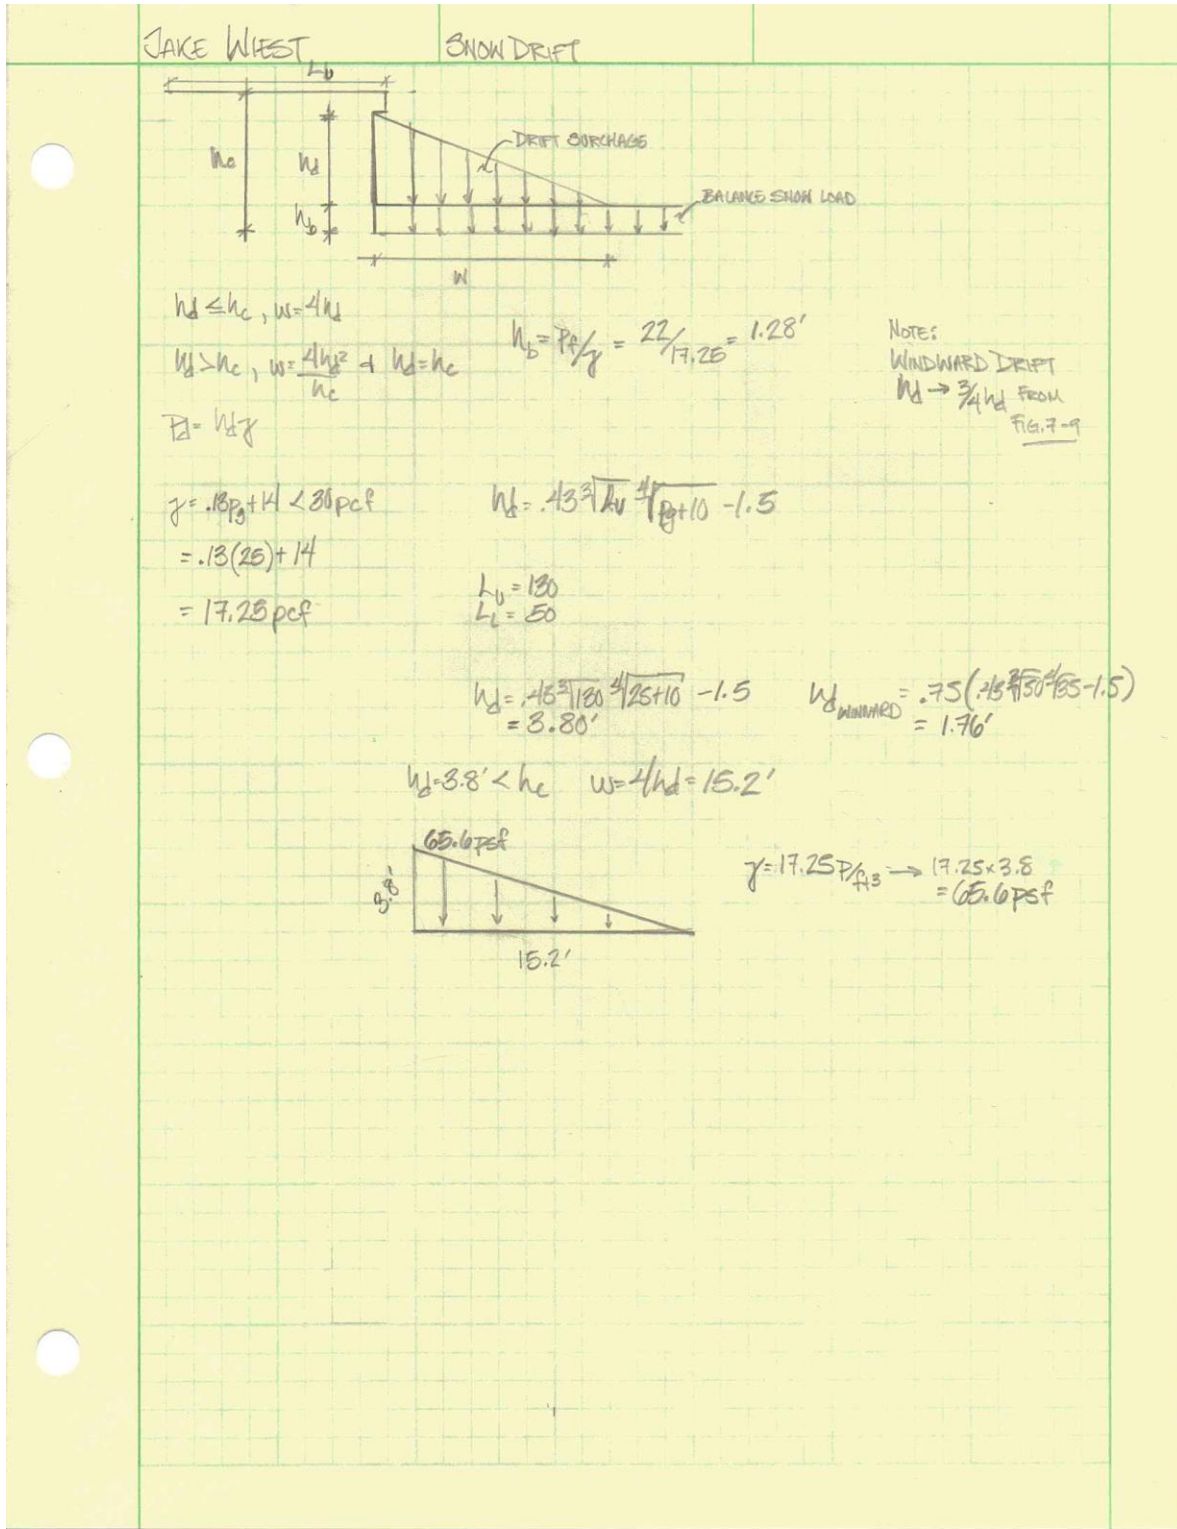 JAKE WIEST
SNOW DRIFT
Lu
hc
hd
hb
DRIFT SURCHAGE
BALANCE SNOW LOAD
w
hd ≤ hc, w=4hd
hd > hc, w= 4hd²/hc & hd=hc
Pd= hdγ
hb = Pf/γ = 22/17.25 = 1.28'
NOTE:
WINDWARD DRIFT
hd → 3/4 hd FROM
FIG. 7-9
γ = .13pg+14 < 30pcf
= .13(25)+14
= 17.25pcf
hd = .43 ∛Lu ∜pg+10 -1.5
Lu = 130
LL = 50
hd = .43 ∛130 ∜25+10 -1.5
= 3.80'
hd WINWARD = .75(.43 ∛50 ∜35 -1.5)
= 1.76'
hd=3.8' < hc w=4hd=15.2'
65.6psf
3.8'
15.2'
γ=17.25 P/ft3 → 17.25×3.8
= 65.6psf